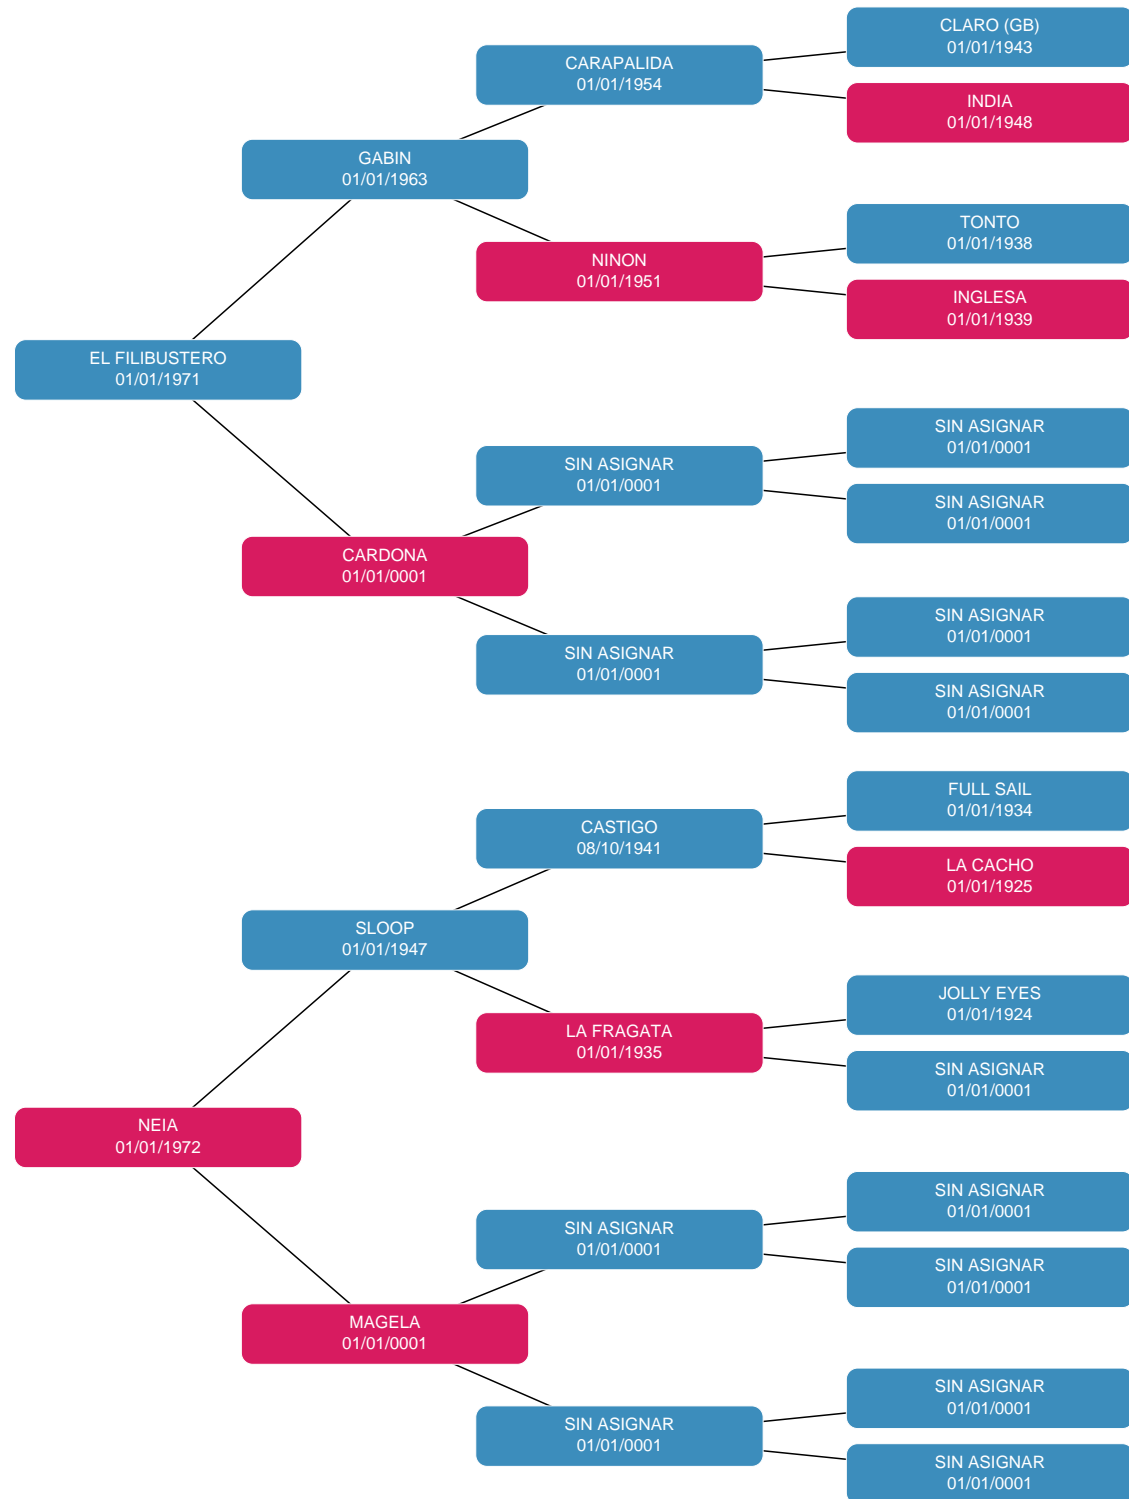 CLARO (GB)
01/01/1943
CARAPALIDA
01/01/1954
INDIA
01/01/1948
GABIN
01/01/1963
TONTO
01/01/1938
NINON
01/01/1951
INGLESA
01/01/1939
EL FILIBUSTERO
01/01/1971
SIN ASIGNAR
01/01/0001
SIN ASIGNAR
01/01/0001
SIN ASIGNAR
01/01/0001
CARDONA
01/01/0001
SIN ASIGNAR
01/01/0001
SIN ASIGNAR
01/01/0001
SIN ASIGNAR
01/01/0001
FULL SAIL
01/01/1934
CASTIGO
08/10/1941
LA CACHO
01/01/1925
SLOOP
01/01/1947
JOLLY EYES
01/01/1924
LA FRAGATA
01/01/1935
SIN ASIGNAR
01/01/0001
NEIA
01/01/1972
SIN ASIGNAR
01/01/0001
SIN ASIGNAR
01/01/0001
SIN ASIGNAR
01/01/0001
MAGELA
01/01/0001
SIN ASIGNAR
01/01/0001
SIN ASIGNAR
01/01/0001
SIN ASIGNAR
01/01/0001